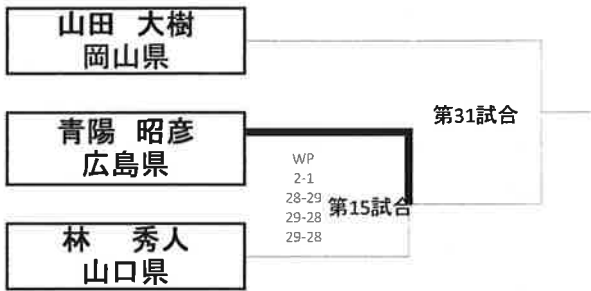 山田　大樹
岡山県
青陽　昭彦
広島県
林　秀人
山口県
WP
2-1
28-29
29-28
29-28
第15試合
第31試合